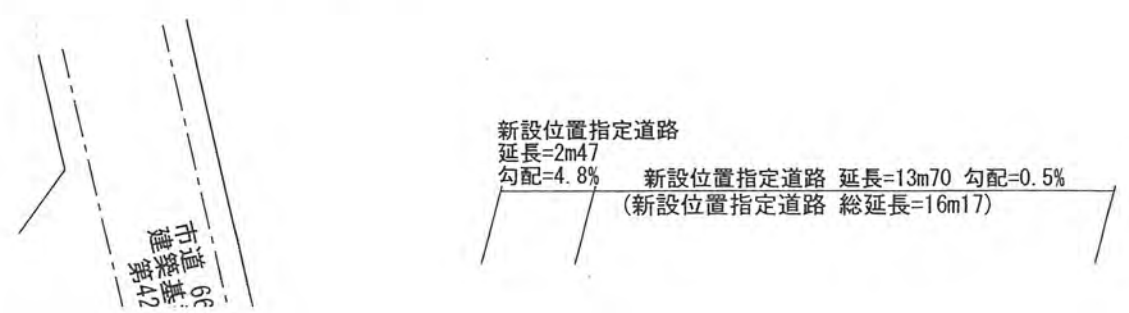 新設位置指定道路
延長=2m47
勾配=4.8%
新設位置指定道路 延長=13m70 勾配=0.5%
(新設位置指定道路 総延長=16m17)
市道 66
建築基
第42